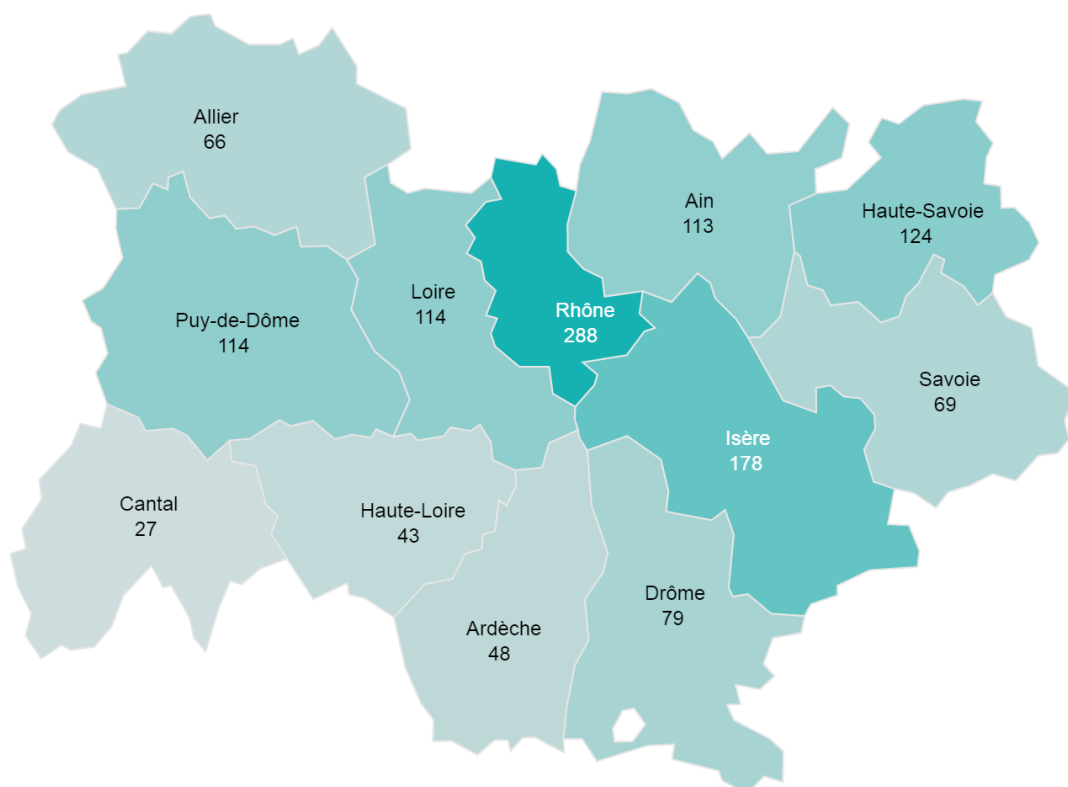 Allier
66
Ain
113
Haute-Savoie
124
Loire
114
Rhône
288
Puy-de-Dôme
114
Savoie
69
Isère
178
Cantal
27
Haute-Loire
43
Drôme
79
Ardèche
48